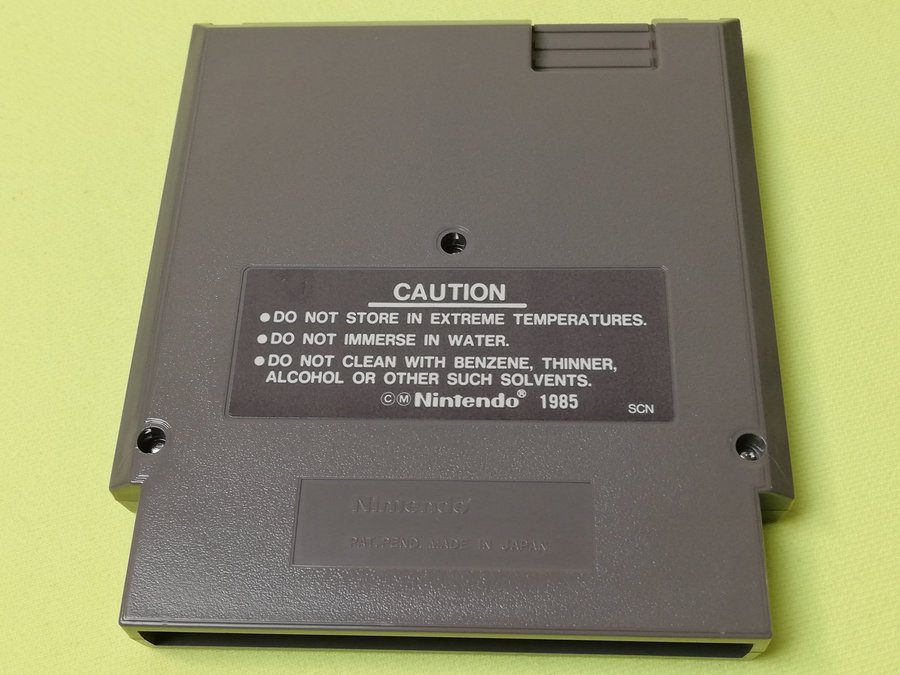 CAUTION
●DO NOT STORE IN EXTREME TEMPERATURES.
●DO NOT IMMERSE IN WATER.
●DO NOT CLEAN WITH BENZENE, THINNER,
ALCOHOL OR OTHER SUCH SOLVENTS.
©Ⓜ Nintendo® 1985
SCN
Nintendo®
PAT. PEND. MADE IN JAPAN